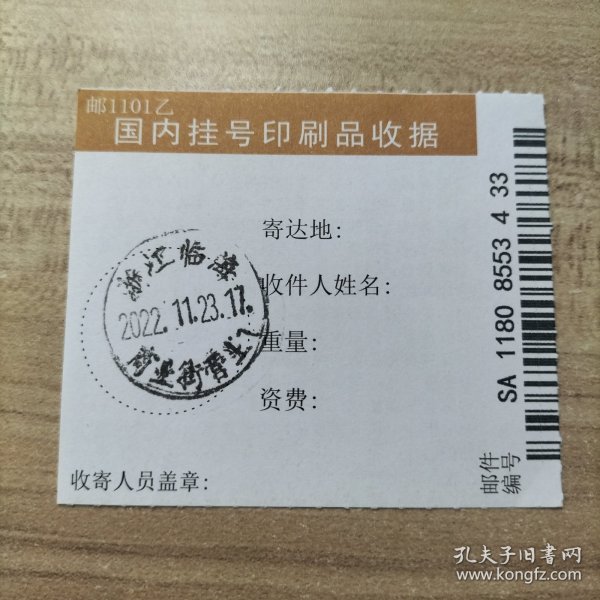 邮1101乙
国内挂号印刷品收据
寄达地：
收件人姓名：
重量：
资费：
收寄人员盖章：
浙江临海
2022.11.23.17.
邮件
编号
SA 1180 8553 4 33
孔夫子旧书网
www.kongfz.com